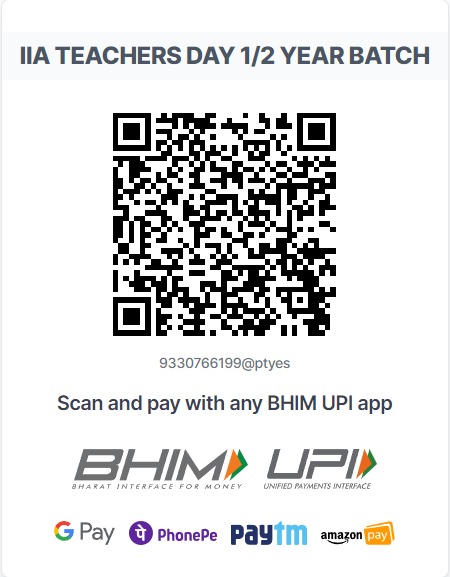 IIA TEACHERS DAY 1/2 YEAR BATCH
9330766199@ptyes
Scan and pay with any BHIM UPI app
BHIM UPI
BHARAT INTERFACE FOR MONEY UNIFIED PAYMENTS INTERFACE
G Pay PhonePe paytm amazon pay